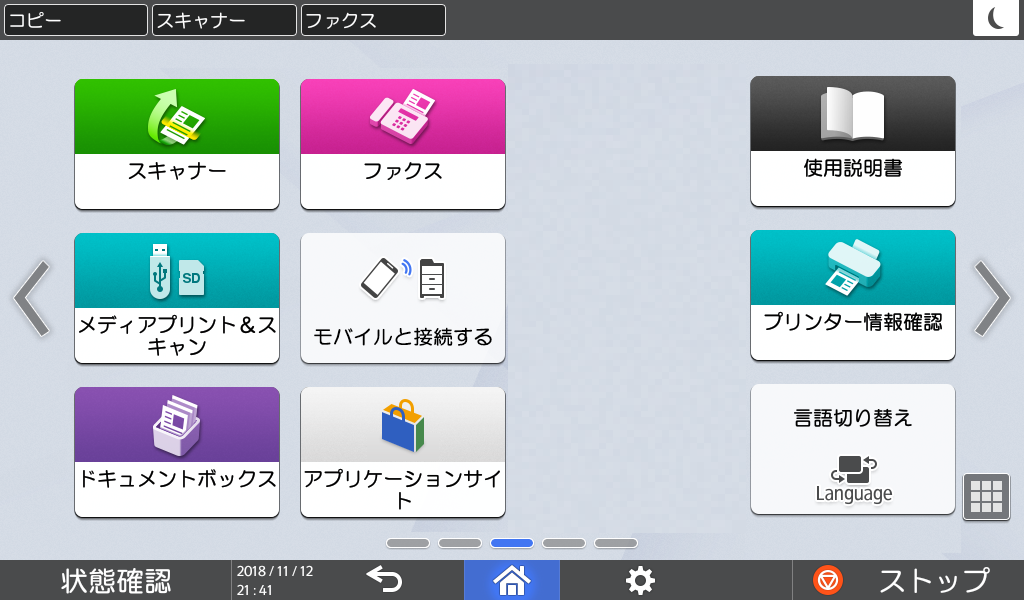 コピー
スキャナー
ファクス
スキャナー
ファクス
使用説明書
SD
メディアプリント＆ス
キャン
モバイルと接続する
プリンター情報確認
ドキュメントボックス
アプリケーションサイ
ト
言語切り替え
Language
状態確認
2018 / 11 / 12
21 : 41
ストップ